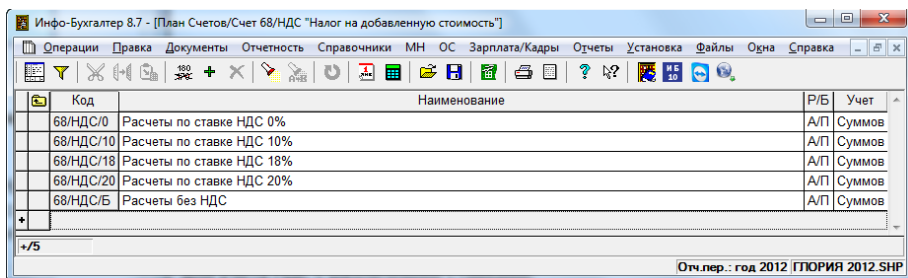 Инфо-Бухгалтер 8.7 - [План Счетов/Счет 68/НДС "Налог на добавленную стоимость"]
Операции Правка Документы Отчетность Справочники МН ОС Зарплата/Кадры Отчеты Установка Файлы Окна Справка
Код Наименование Р/Б Учет
68/НДС/0 Расчеты по ставке НДС 0% А/П Суммов
68/НДС/10 Расчеты по ставке НДС 10% А/П Суммов
68/НДС/18 Расчеты по ставке НДС 18% А/П Суммов
68/НДС/20 Расчеты по ставке НДС 20% А/П Суммов
68/НДС/Б Расчеты без НДС А/П Суммов
+/5
Отч.пер.: год 2012 ГЛОРИЯ 2012.SHP